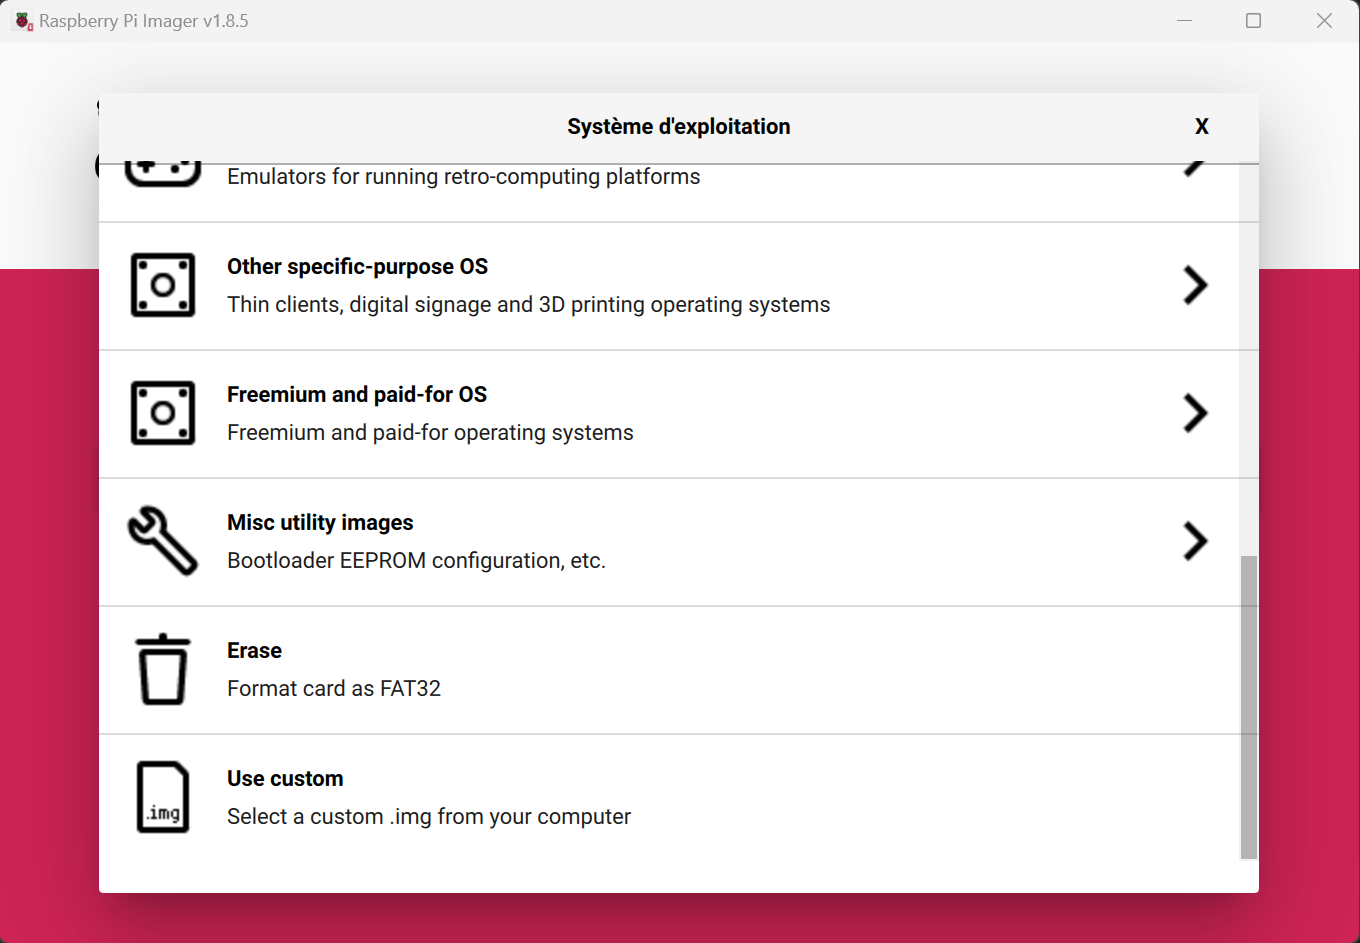 Raspberry Pi Imager v1.8.5
Système d'exploitation
X
Emulators for running retro-computing platforms
Other specific-purpose OS
Thin clients, digital signage and 3D printing operating systems
Freemium and paid-for OS
Freemium and paid-for operating systems
Misc utility images
Bootloader EEPROM configuration, etc.
Erase
Format card as FAT32
Use custom
.img
Select a custom .img from your computer